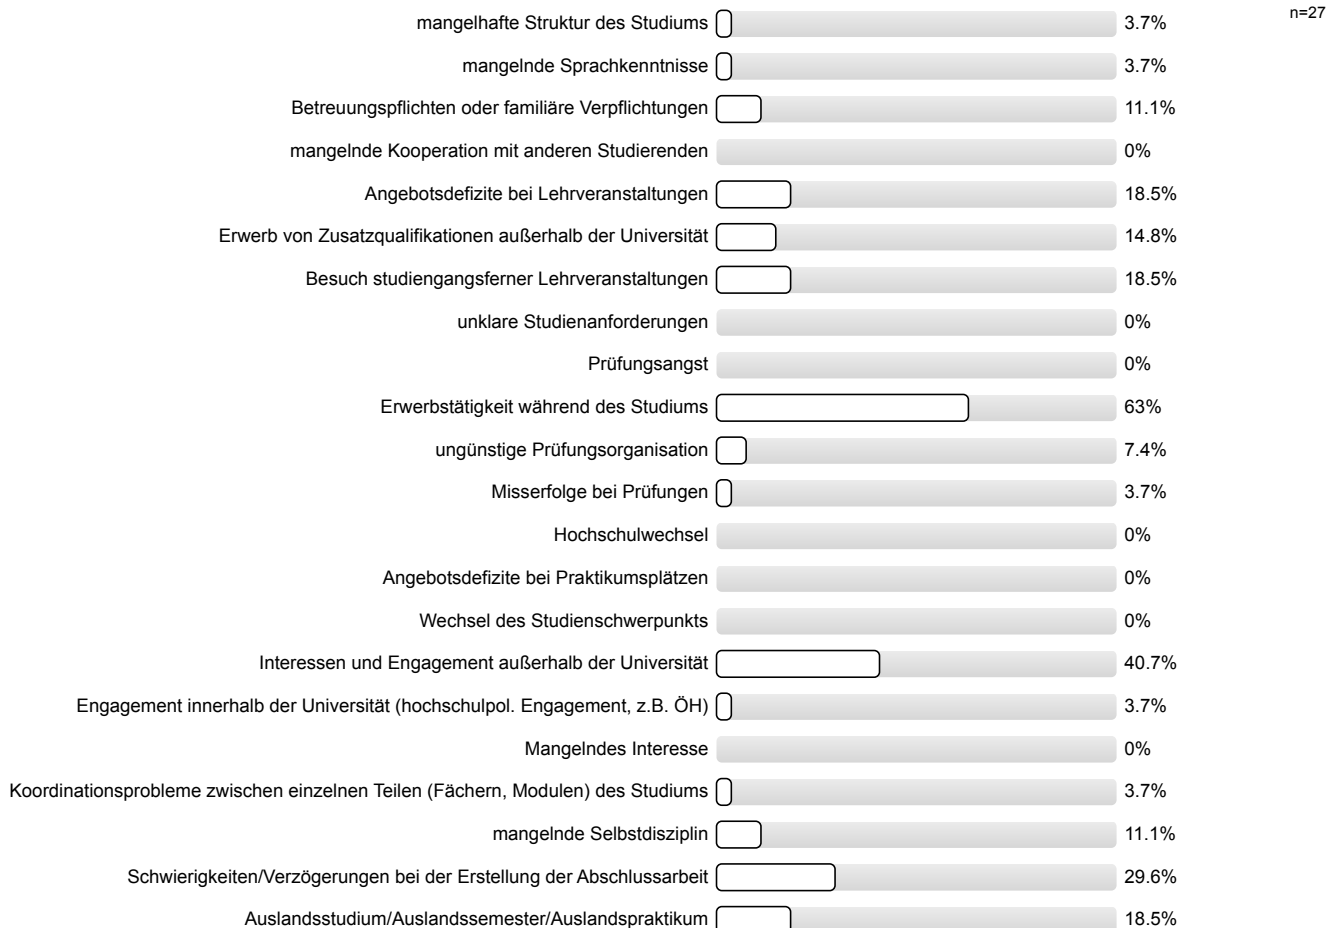 n=27
mangelhafte Struktur des Studiums 3.7%
mangelnde Sprachkenntnisse 3.7%
Betreuungspflichten oder familiäre Verpflichtungen 11.1%
mangelnde Kooperation mit anderen Studierenden 0%
Angebotsdefizite bei Lehrveranstaltungen 18.5%
Erwerb von Zusatzqualifikationen außerhalb der Universität 14.8%
Besuch studiengangsferner Lehrveranstaltungen 18.5%
unklare Studienanforderungen 0%
Prüfungsangst 0%
Erwerbstätigkeit während des Studiums 63%
ungünstige Prüfungsorganisation 7.4%
Misserfolge bei Prüfungen 3.7%
Hochschulwechsel 0%
Angebotsdefizite bei Praktikumsplätzen 0%
Wechsel des Studienschwerpunkts 0%
Interessen und Engagement außerhalb der Universität 40.7%
Engagement innerhalb der Universität (hochschulpol. Engagement, z.B. ÖH) 3.7%
Mangelndes Interesse 0%
Koordinationsprobleme zwischen einzelnen Teilen (Fächern, Modulen) des Studiums 3.7%
mangelnde Selbstdisziplin 11.1%
Schwierigkeiten/Verzögerungen bei der Erstellung der Abschlussarbeit 29.6%
Auslandsstudium/Auslandssemester/Auslandspraktikum 18.5%